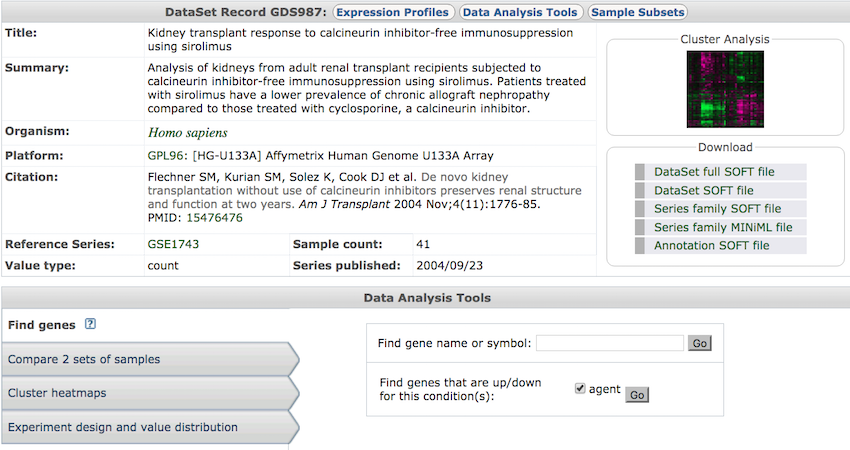 DataSet Record GDS987: Expression Profiles Data Analysis Tools Sample Subsets
Title: Kidney transplant response to calcineurin inhibitor-free immunosuppression
using sirolimus
Summary: Analysis of kidneys from adult renal transplant recipients subjected to
calcineurin inhibitor-free immunosuppression using sirolimus. Patients treated
with sirolimus have a lower prevalence of chronic allograft nephropathy
compared to those treated with cyclosporine, a calcineurin inhibitor.
Organism: Homo sapiens
Platform: GPL96: [HG-U133A] Affymetrix Human Genome U133A Array
Citation: Flechner SM, Kurian SM, Solez K, Cook DJ et al. De novo kidney
transplantation without use of calcineurin inhibitors preserves renal structure
and function at two years. Am J Transplant 2004 Nov;4(11):1776-85.
PMID: 15476476
Reference Series: GSE1743 Sample count: 41
Value type: count Series published: 2004/09/23
Cluster Analysis
Download
DataSet full SOFT file
DataSet SOFT file
Series family SOFT file
Series family MINiML file
Annotation SOFT file
Data Analysis Tools
Find genes ?
Compare 2 sets of samples
Cluster heatmaps
Experiment design and value distribution
Find gene name or symbol: Go
Find genes that are up/down
for this condition(s): agent Go